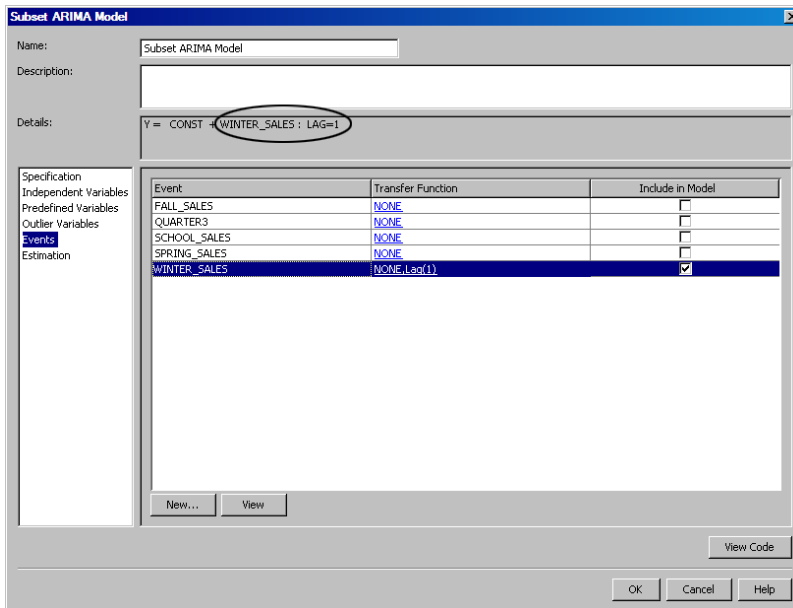 Subset ARIMA Model
Name:
Subset ARIMA Model
Description:
Details:
Y = CONST + WINTER_SALES : LAG=1
Specification
Independent Variables
Predefined Variables
Outlier Variables
Events
Estimation
Event Transfer Function Include in Model
FALL_SALES NONE
QUARTER3 NONE
SCHOOL_SALES NONE
SPRING_SALES NONE
WINTER_SALES NONE,Lag(1)
New... View
View Code
OK Cancel Help